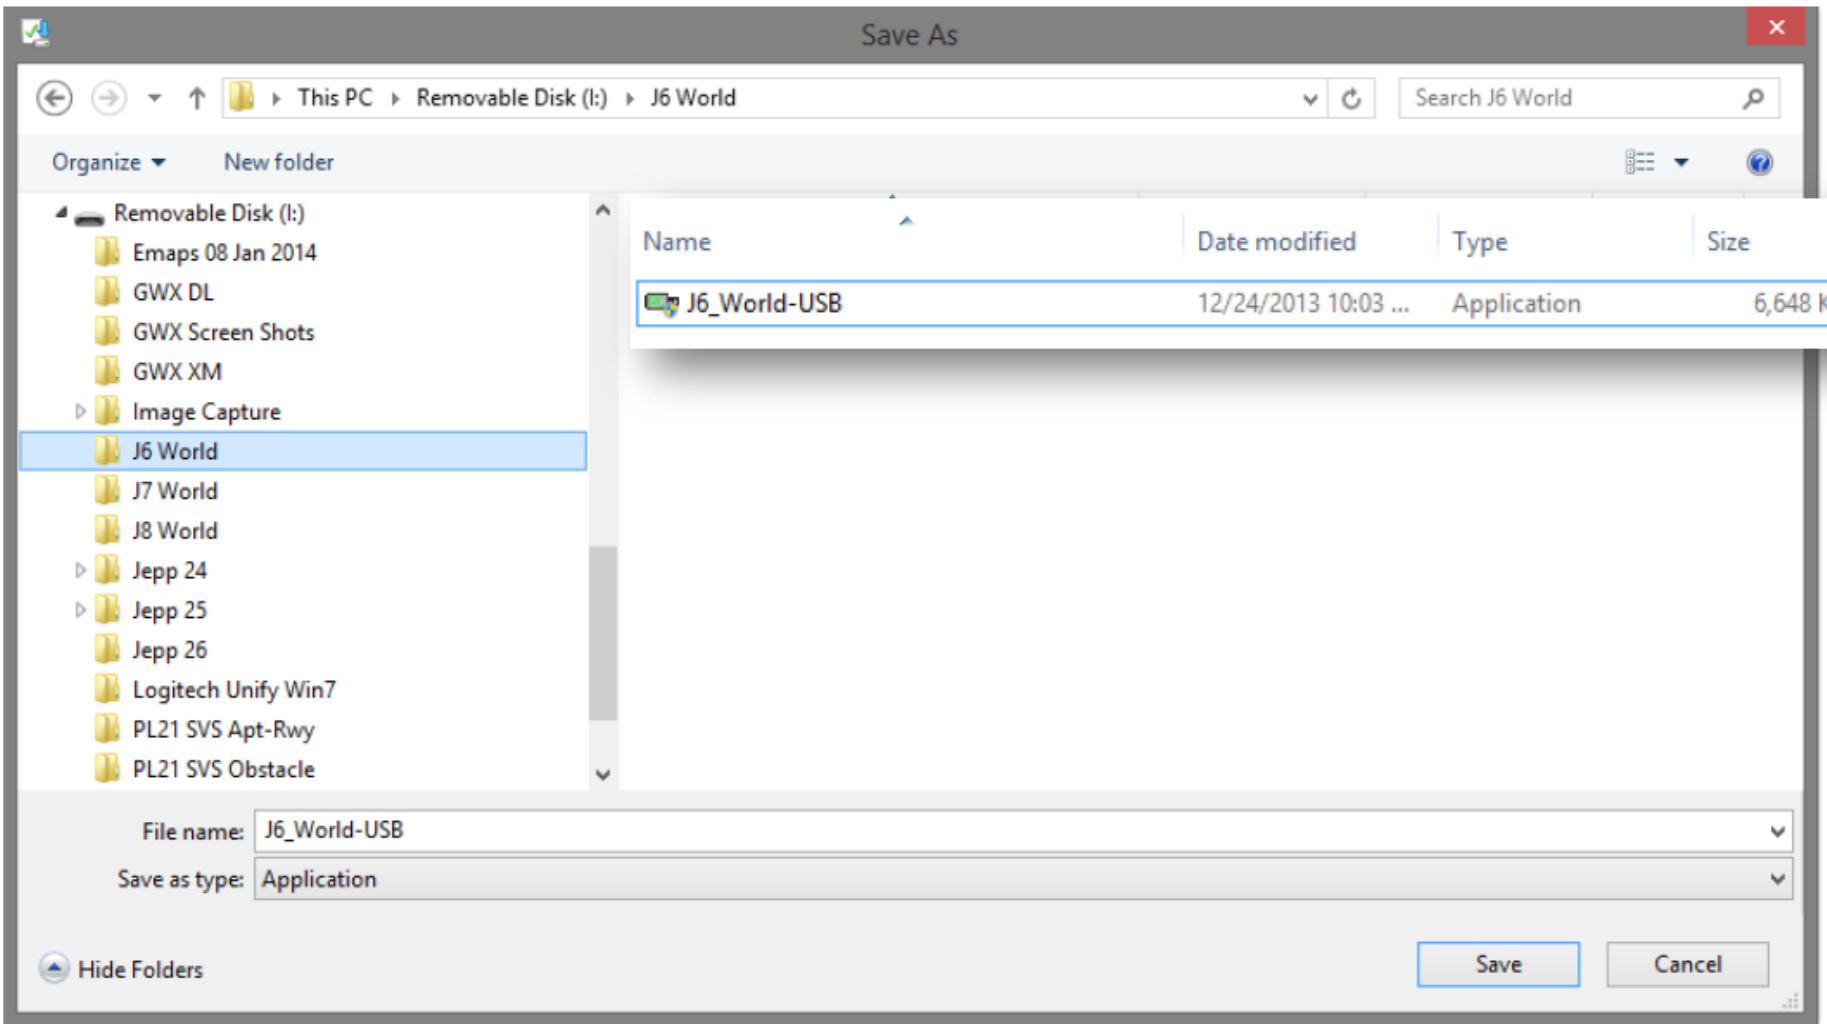 Save As
This PC Removable Disk (I:) J6 World
Search J6 World
Organize New folder
Removable Disk (I:)
Emaps 08 Jan 2014
GWX DL
GWX Screen Shots
GWX XM
Image Capture
J6 World
J7 World
J8 World
Jepp 24
Jepp 25
Jepp 26
Logitech Unify Win7
PL21 SVS Apt-Rwy
PL21 SVS Obstacle
Name Date modified Type Size
J6_World-USB 12/24/2013 10:03 ... Application 6,648 K
File name: J6_World-USB
Save as type: Application
Hide Folders
Save Cancel